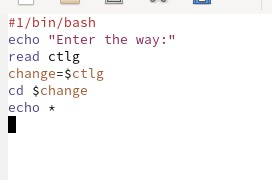 #1/bin/bash
echo "Enter the way:"
read ctlg
change=$ctlg
cd $change
echo *